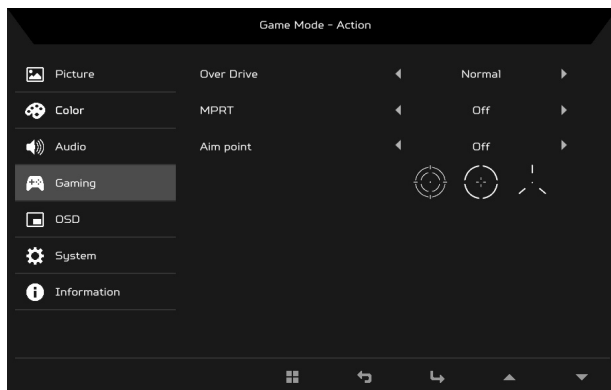 Game Mode - Action
Picture
Over Drive Normal
Color
MPRT Off
Audio
Aim point Off
Gaming
OSD
System
Information